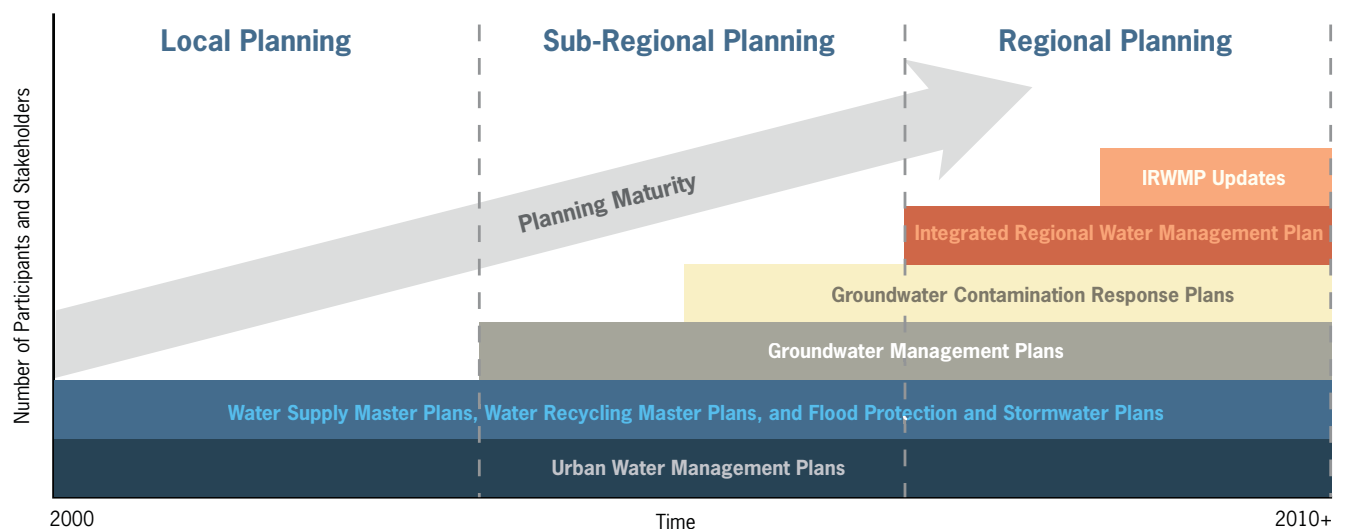 Local Planning
Sub-Regional Planning
Regional Planning
Number of Participants and Stakeholders
Planning Maturity
IRWMP Updates
Integrated Regional Water Management Plan
Groundwater Contamination Response Plans
Groundwater Management Plans
Water Supply Master Plans, Water Recycling Master Plans, and Flood Protection and Stormwater Plans
Urban Water Management Plans
2000
Time
2010+